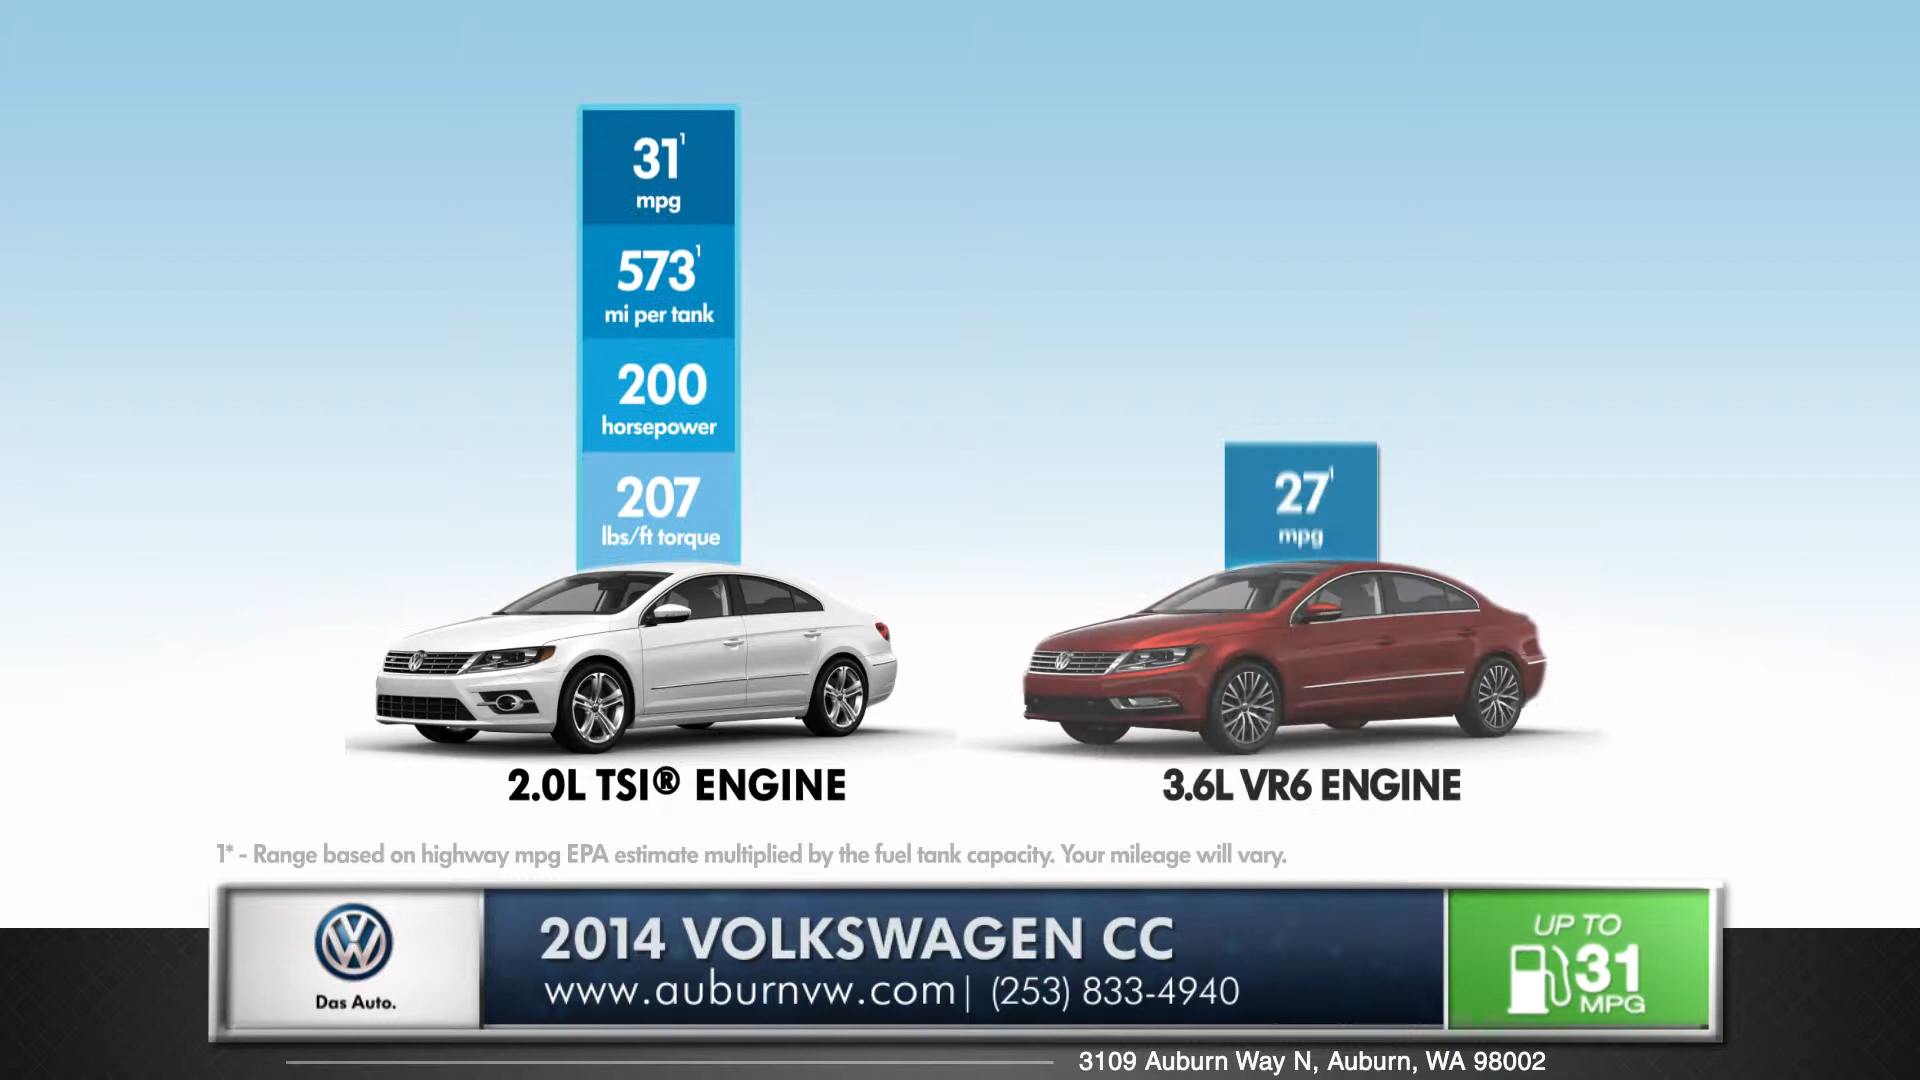 31¹
mpg
573¹
mi per tank
200
horsepower
207
lbs/ft torque
27¹
mpg
2.0L TSI® ENGINE
3.6L VR6 ENGINE
1* - Range based on highway mpg EPA estimate multiplied by the fuel tank capacity. Your mileage will vary.
Das Auto.
2014 VOLKSWAGEN CC
www.auburnvw.com| (253) 833-4940
UP TO
31
MPG
3109 Auburn Way N, Auburn, WA 98002